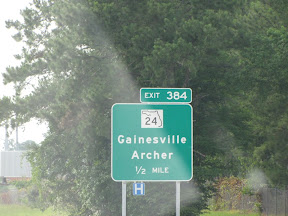 EXIT 384
24
Gainesville
Archer
1/2 MILE
H